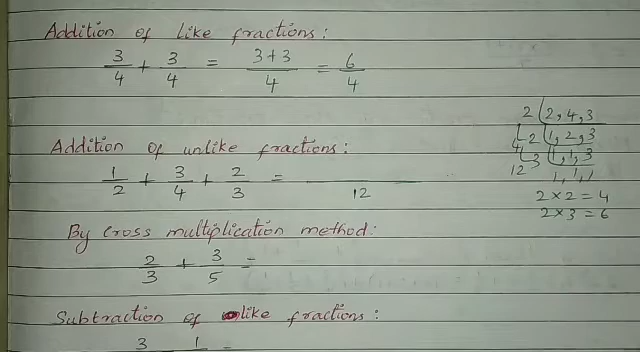 Addition of like fractions:
3/4 + 3/4 = 3+3/4 = 6/4
2 | 2, 4, 3
2 | 1, 2, 3
3 | 1, 1, 3
1, 1, 1
4
12
2 × 2 = 4
2 × 3 = 6
Addition of unlike fractions:
1/2 + 3/4 + 2/3 = /12
By cross multiplication method:
2/3 + 3/5 =
Subtraction of like fractions:
3 1 =